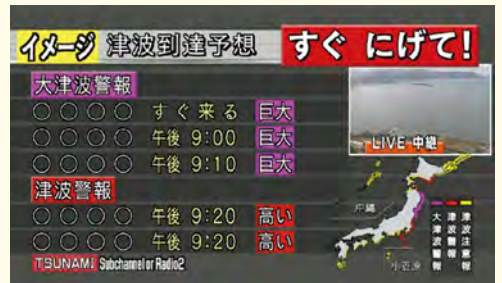 イメージ 津波到達予想 すぐ にげて!
大津波警報
○○○○ すぐ来る 巨大
○○○○ 午後 9:00 巨大
○○○○ 午後 9:10 巨大
津波警報
○○○○ 午後 9:20 高い
○○○○ 午後 9:20 高い
TSUNAMI Subchannel or Radio2
LIVE 中継
沖縄
小笠原
大津波警報
津波警報
津波注意報